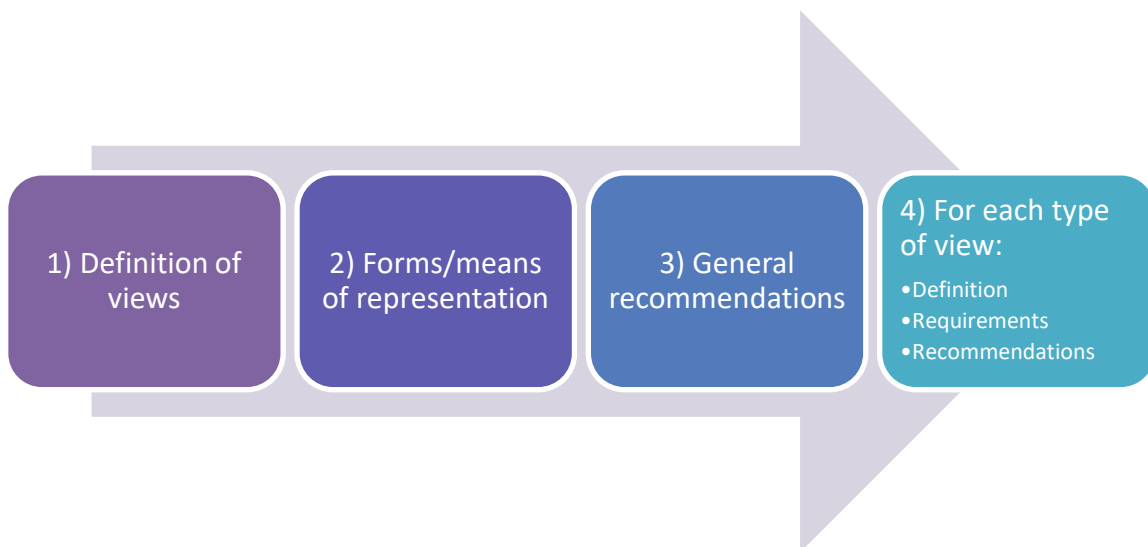 1) Definition of
views
2) Forms/means
of representation
3) General
recommendations
4) For each type
of view:
•Definition
•Requirements
•Recommendations